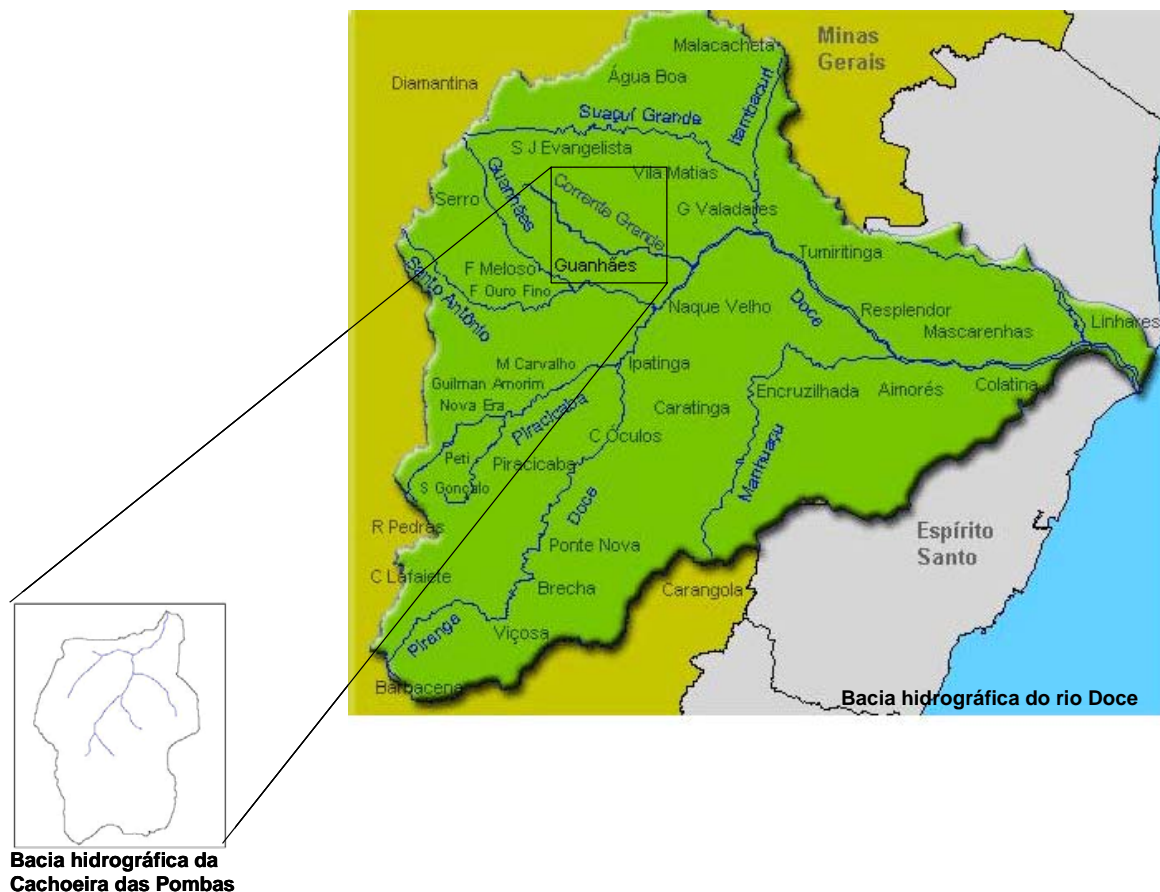 Malacacheta
Minas
Gerais
Água Boa
Diamantina
Suaçuí Grande
Itambacuri
S J Evangelista
Vila Matias
Guanhães
Corrente Grande
Serro
G Valadares
Tumiritinga
Santo Antônio
F Meloso
Guanhães
F Ouro Fino
Naque Velho
Doce
Resplendor
Linhares
Mascarenhas
M Carvalho
Ipatinga
Guilman Amorim
Encruzilhada
Aimorés
Colatina
Nova Era
Piracicaba
Caratinga
C Óculos
Manhuaçu
Peti
Piracicaba
S Gonçalo
Doce
R Pedras
Ponte Nova
Espírito
Santo
C Lafaiete
Brecha
Carangola
Piranga
Viçosa
Barbacena
Bacia hidrográfica do rio Doce
Bacia hidrográfica da
Cachoeira das Pombas